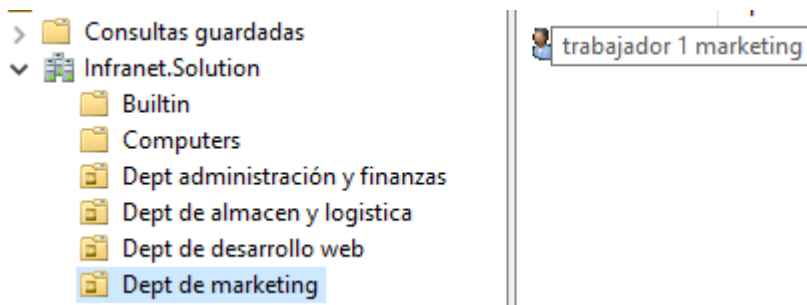 Consultas guardadas
Infranet.Solution
Builtin
Computers
Dept administración y finanzas
Dept de almacen y logistica
Dept de desarrollo web
Dept de marketing
trabajador 1 marketing